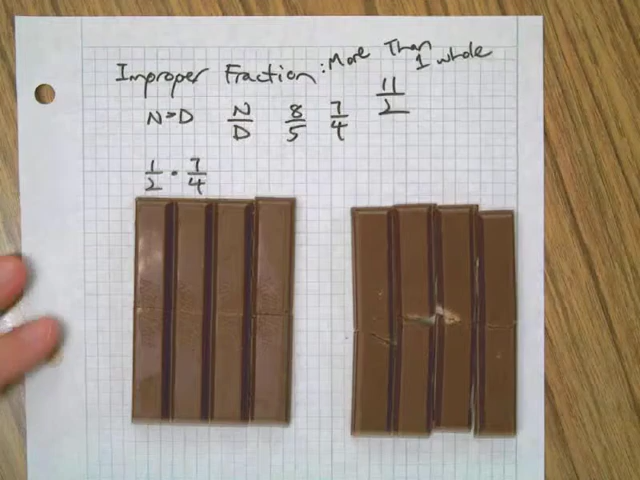 Improper Fraction: More Than
1 whole
N>D N/D 8/5 7/4 11/2
1/2 · 7/4